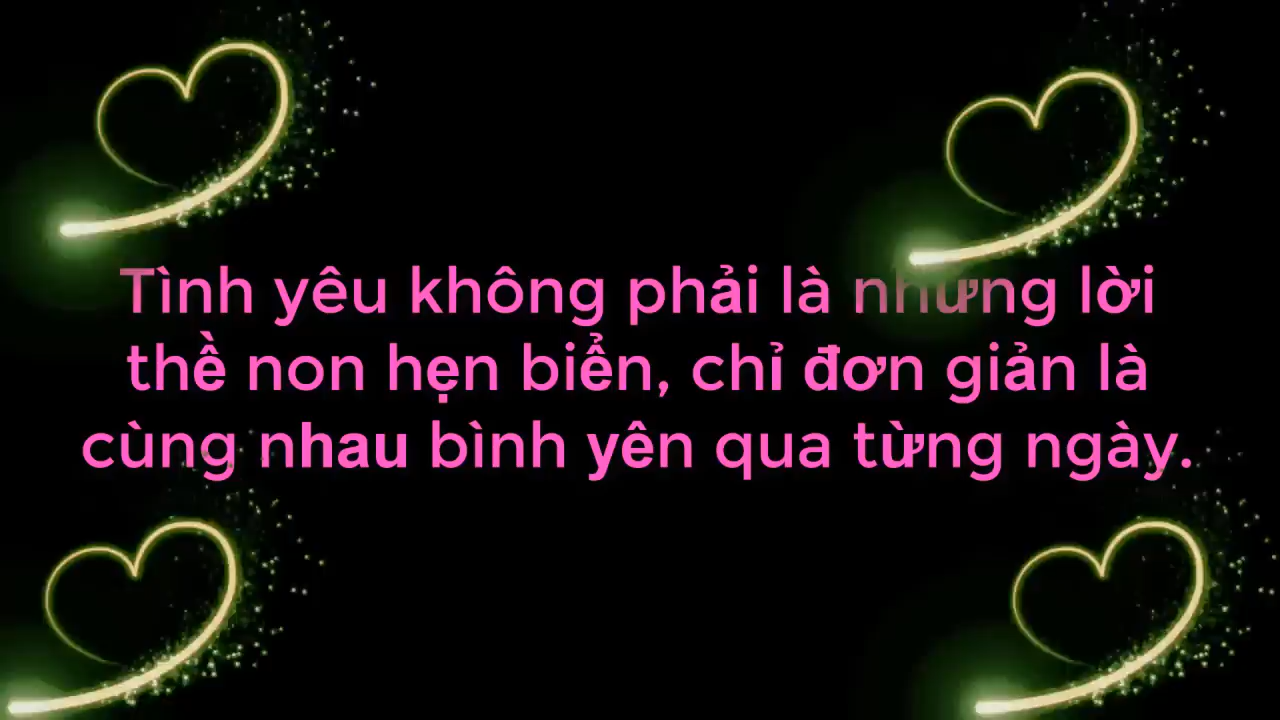 Tình yêu không phải là những lời
thề non hẹn biển, chỉ đơn giản là
cùng nhau bình yên qua từng ngày.